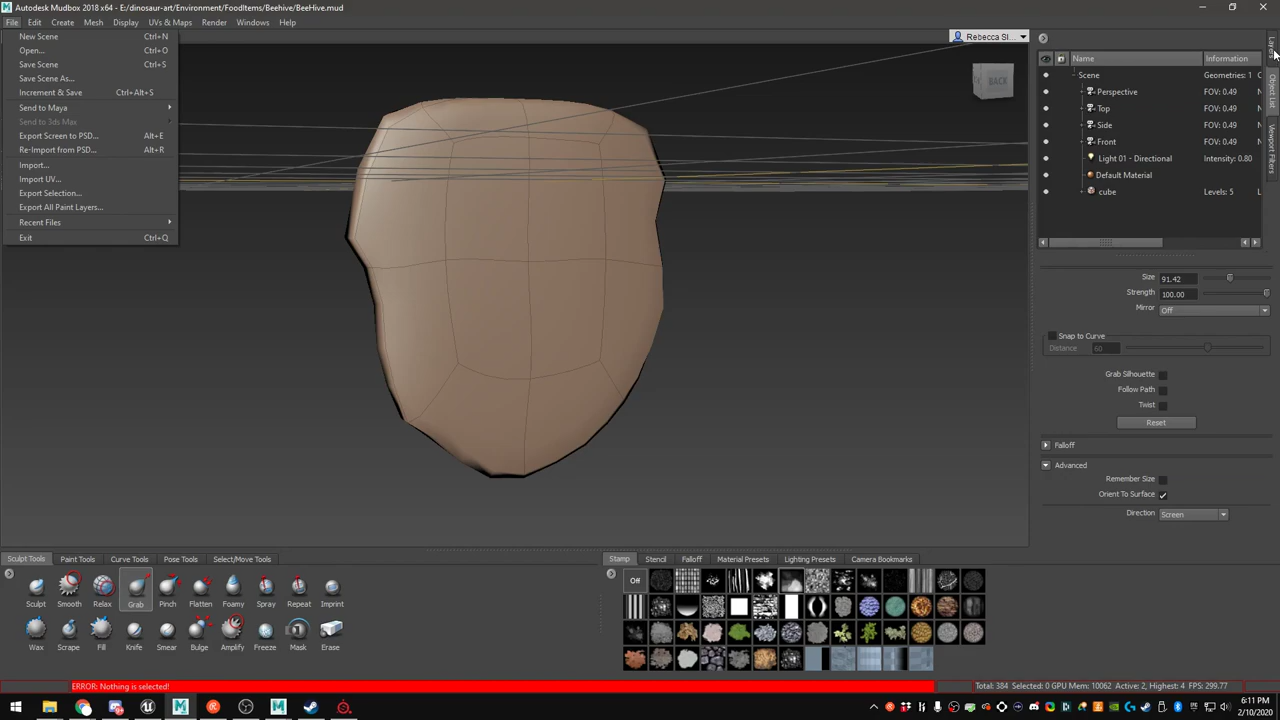 Autodesk Mudbox 2018 x64 - E:/dinosaur-art/Environment/FoodItems/Beehive/BeeHive.mud
File Edit Create Mesh Display UVs & Maps Render Windows Help
New Scene Ctrl+N
Open... Ctrl+O
Save Scene Ctrl+S
Save Scene As...
Increment & Save Ctrl+Alt+S
Send to Maya
Send to 3ds Max
Export Screen to PSD... Alt+E
Re-Import from PSD... Alt+R
Import...
Import UV...
Export Selection...
Export All Paint Layers...
Recent Files
Exit Ctrl+Q
Rebecca Sl...
BACK
Name Information
Scene Geometries: 1
Perspective FOV: 0.49
Top FOV: 0.49
Side FOV: 0.49
Front FOV: 0.49
Light 01 - Directional Intensity: 0.80
Default Material
cube Levels: 5
Layers
Object List
Viewport Filters
Size 91.42
Strength 100.00
Mirror Off
Snap to Curve
Distance 60
Grab Silhouette
Follow Path
Twist
Reset
Falloff
Advanced
Remember Size
Orient To Surface
Direction Screen
Sculpt Tools Paint Tools Curve Tools Pose Tools Select/Move Tools
Sculpt Smooth Relax Grab Pinch Flatten Foamy Spray Repeat Imprint
Wax Scrape Fill Knife Smear Bulge Amplify Freeze Mask Erase
Stamp Stencil Falloff Material Presets Lighting Presets Camera Bookmarks
Off
ERROR: Nothing is selected!
Total: 384 Selected: 0 GPU Mem: 10062 Active: 2, Highest: 4 FPS: 299.77
6:11 PM
2/10/2020